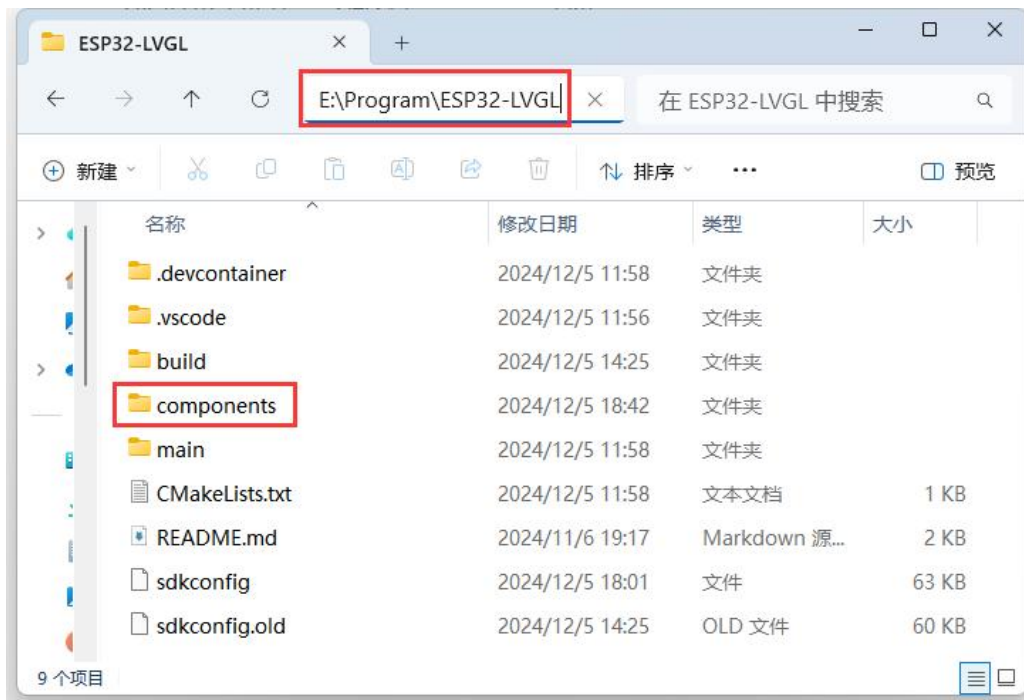 ESP32-LVGL
E:\Program\ESP32-LVGL
在 ESP32-LVGL 中搜索
新建
排序
预览
名称 修改日期 类型 大小
.devcontainer 2024/12/5 11:58 文件夹
.vscode 2024/12/5 11:56 文件夹
build 2024/12/5 14:25 文件夹
components 2024/12/5 18:42 文件夹
main 2024/12/5 11:58 文件夹
CMakeLists.txt 2024/12/5 11:58 文本文档 1 KB
README.md 2024/11/6 19:17 Markdown 源... 2 KB
sdkconfig 2024/12/5 18:01 文件 63 KB
sdkconfig.old 2024/12/5 14:25 OLD 文件 60 KB
9 个项目